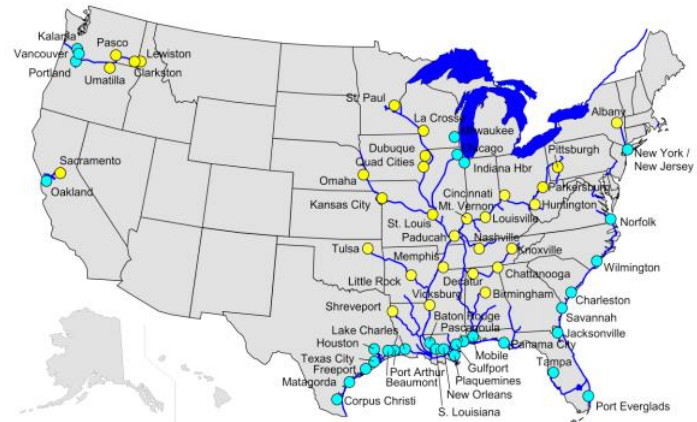 Kalama
Vancouver
Portland
Pasco
Umatilla
Lewiston
Clarkston
Sacramento
Oakland
St. Paul
La Crosse
Dubuque
Quad Cities
Omaha
Kansas City
St. Louis
Milwaukee
Chicago
Indiana Hbr
Albany
Pittsburgh
New York /
New Jersey
Cincinnati
Parkersburg
Mt. Vernon
Huntington
Louisville
Norfolk
Paducah
Nashville
Knoxville
Tulsa
Memphis
Wilmington
Little Rock
Decatur
Chattanooga
Vicksburg
Birmingham
Charleston
Shreveport
Baton Rouge
Savannah
Lake Charles
Pascagoula
Jacksonville
Houston
Panama City
Texas City
Mobile
Tampa
Freeport
Port Arthur
Gulfport
Matagorda
Beaumont
Plaquemines
New Orleans
Corpus Christi
S. Louisiana
Port Everglads